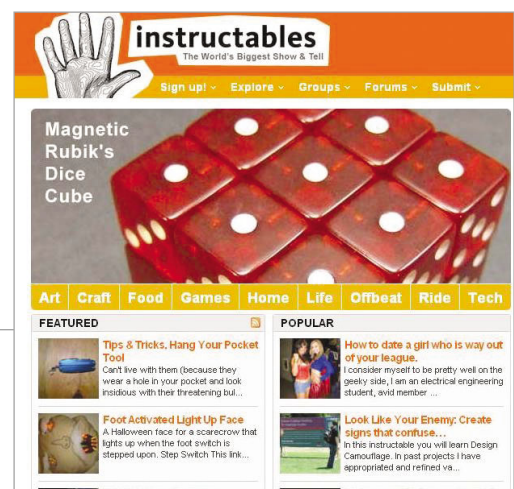 instructables
The World's Biggest Show & Tell
Sign up! Explore Groups Forums Submit
Magnetic
Rubik's
Dice
Cube
Art Craft Food Games Home Life Offbeat Ride Tech
FEATURED
Tips & Tricks, Hang Your Pocket
Tool
Can't live with them (because they
wear a hole in your pocket and look
insidious with their threatening bul...
Foot Activated Light Up Face
A Halloween face for a scarecrow that
lights up when the foot switch is
stepped upon. Step Switch This link...
POPULAR
How to date a girl who is way out
of your league.
I consider myself to be pretty well on the
geeky side, I am an electrical engineering
student, avid member ...
Look Like Your Enemy: Create
signs that confuse...
In this instructable you will learn Design
Camouflage. In past projects I have
appropriated and refined va...